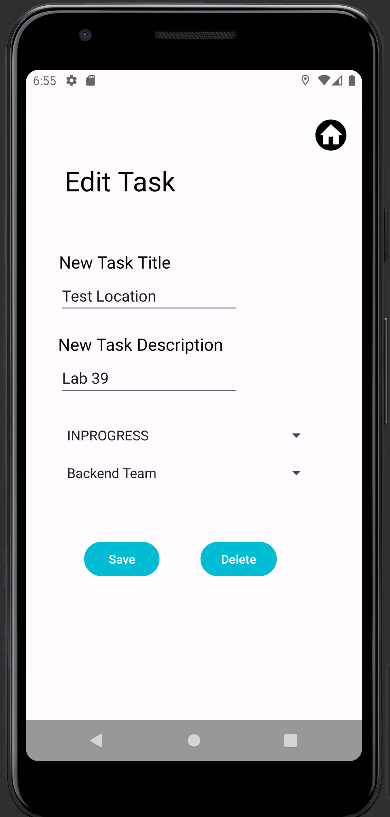 6:55
Edit Task
New Task Title
Test Location
New Task Description
Lab 39
INPROGRESS
Backend Team
Save
Delete